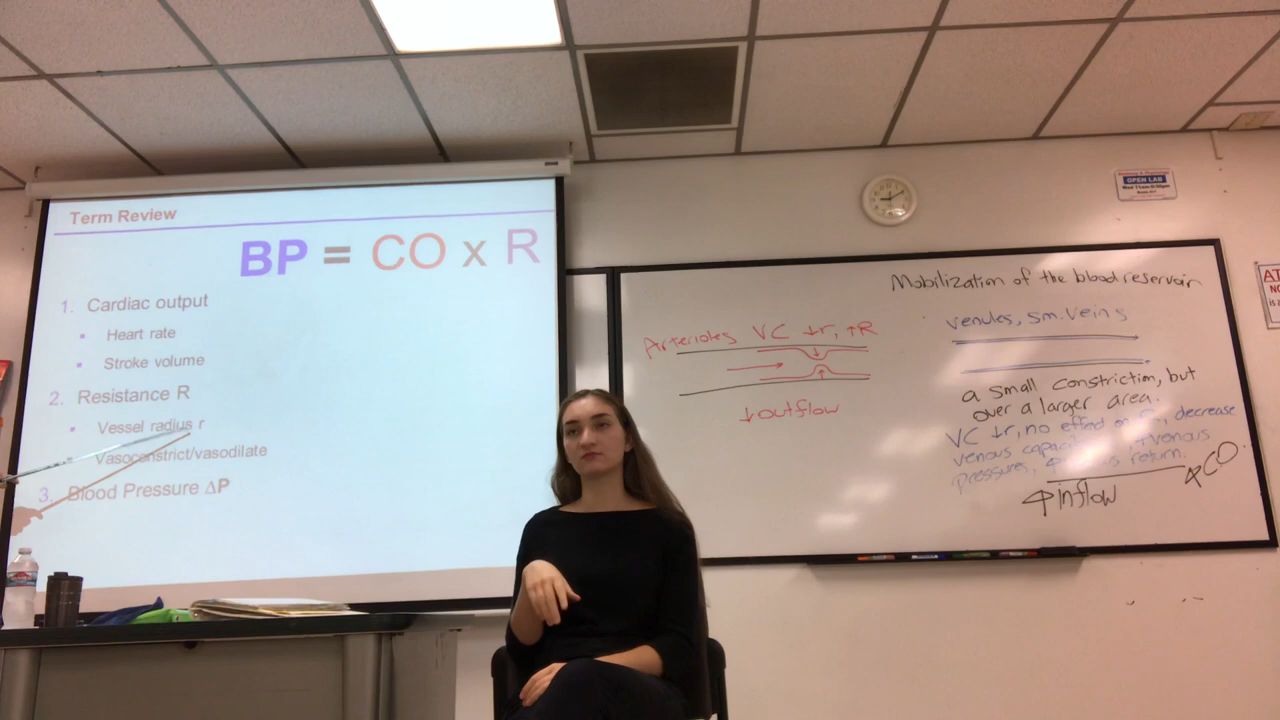 Term Review
BP = CO x R
1. Cardiac output
▪ Heart rate
▪ Stroke volume
2. Resistance R
▪ Vessel radius r
▪ Vasoconstrict/vasodilate
3. Blood Pressure ΔP
Arterioles VC ↓r, ↑R
↓outflow
Mobilization of the blood reservoir
venules, sm. veins
a small constriction, but
over a larger area.
VC ↓r, no effect on decrease
venous
↑venous
pressures, return.
↑CO.
↑inflow
OPEN LAB